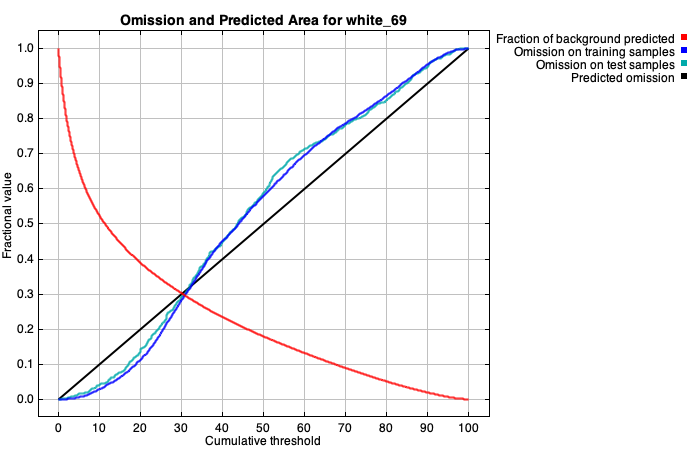 Omission and Predicted Area for white_69
Fraction of background predicted
Omission on training samples
Omission on test samples
Predicted omission
Fractional value
1.0
0.9
0.8
0.7
0.6
0.5
0.4
0.3
0.2
0.1
0.0
0 10 20 30 40 50 60 70 80 90 100
Cumulative threshold